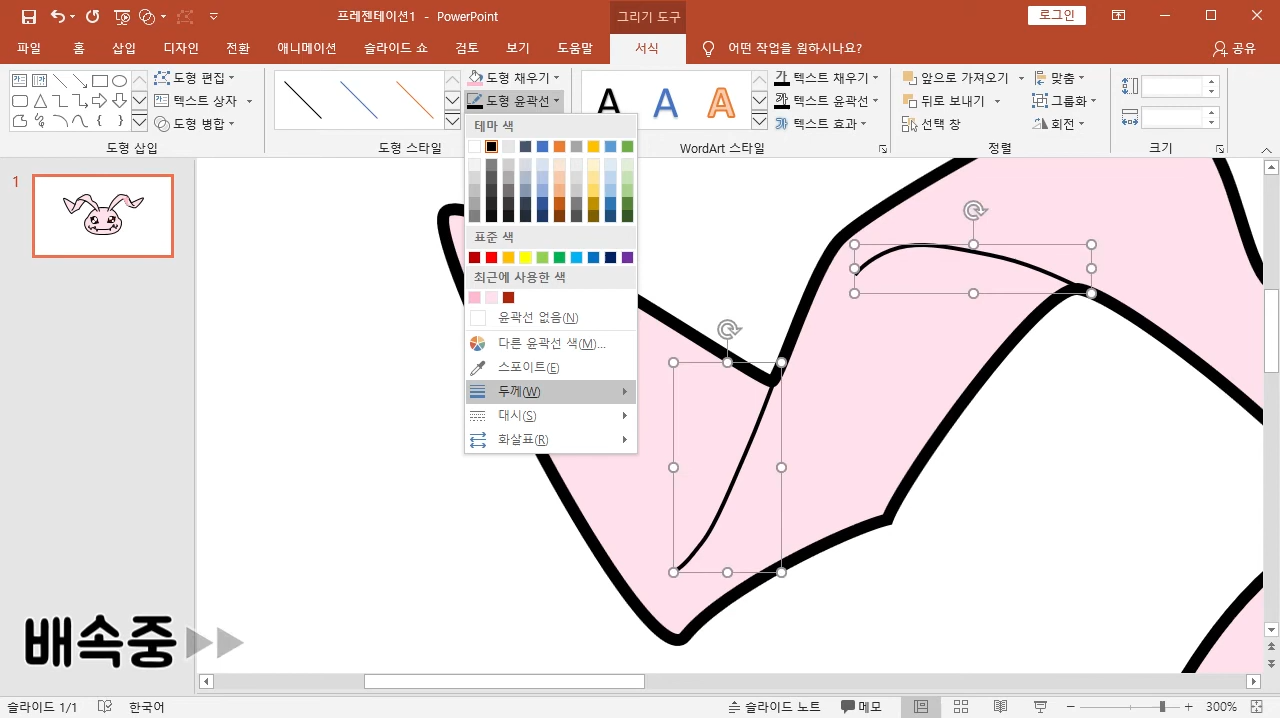 프레젠테이션1 - PowerPoint
그리기 도구
로그인
파일 홈 삽입 디자인 전환 애니메이션 슬라이드 쇼 검토 보기 도움말 서식 어떤 작업을 원하시나요? 공유
도형 편집
텍스트 상자
도형 병합
도형 삽입
도형 채우기
도형 윤곽선
도형 스타일
A A A
텍스트 채우기
텍스트 윤곽선
텍스트 효과
WordArt 스타일
앞으로 가져오기
뒤로 보내기
선택 창
맞춤
그룹화
회전
정렬
크기
테마 색
표준 색
최근에 사용한 색
윤곽선 없음(N)
다른 윤곽선 색(M)...
스포이트(E)
두께(W)
대시(S)
화살표(R)
1
배속중
슬라이드 1/1 한국어 슬라이드 노트 메모 300%